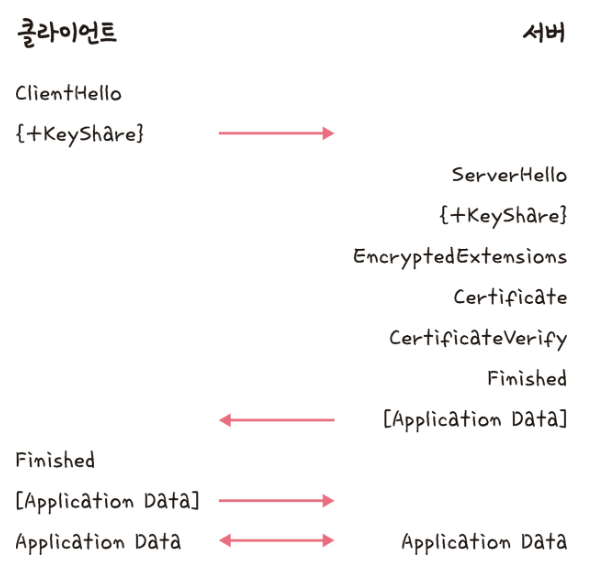 클라이언트 서버
ClientHello
{+KeyShare}
ServerHello
{+KeyShare}
EncryptedExtensions
Certificate
CertificateVerify
Finished
[Application Data]
Finished
[Application Data]
Application Data Application Data